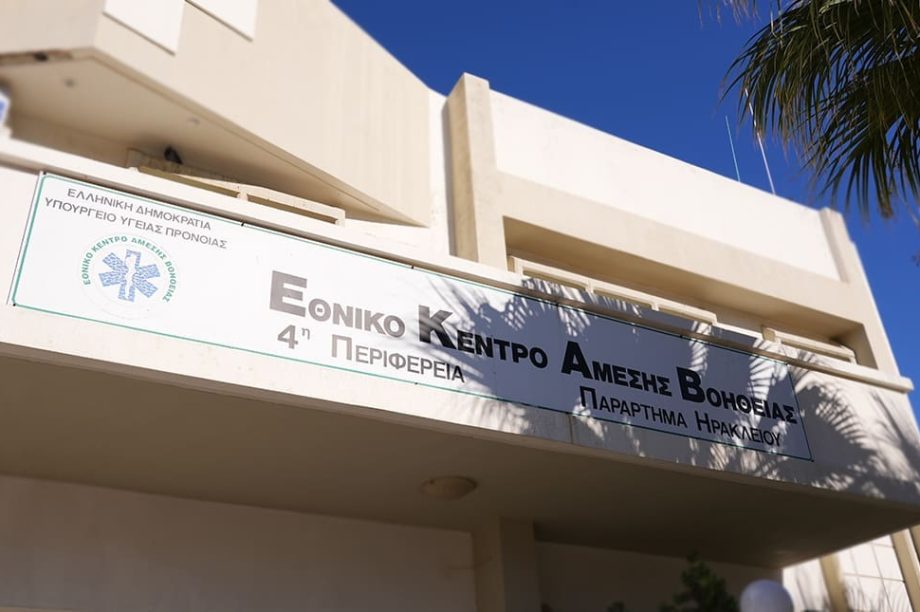 ΕΛΛΗΝΙΚΗ ΔΗΜΟΚΡΑΤΙΑ
ΥΠΟΥΡΓΕΙΟ ΥΓΕΙΑΣ ΠΡΟΝΟΙΑΣ
ΕΘΝΙΚΟ ΚΕΝΤΡΟ ΑΜΕΣΗΣ ΒΟΗΘΕΙΑΣ
ΕΘΝΙΚΟ ΚΕΝΤΡΟ ΑΜΕΣΗΣ ΒΟΗΘΕΙΑΣ
4η ΠΕΡΙΦΕΡΕΙΑ
ΠΑΡΑΡΤΗΜΑ ΗΡΑΚΛΕΙΟΥ